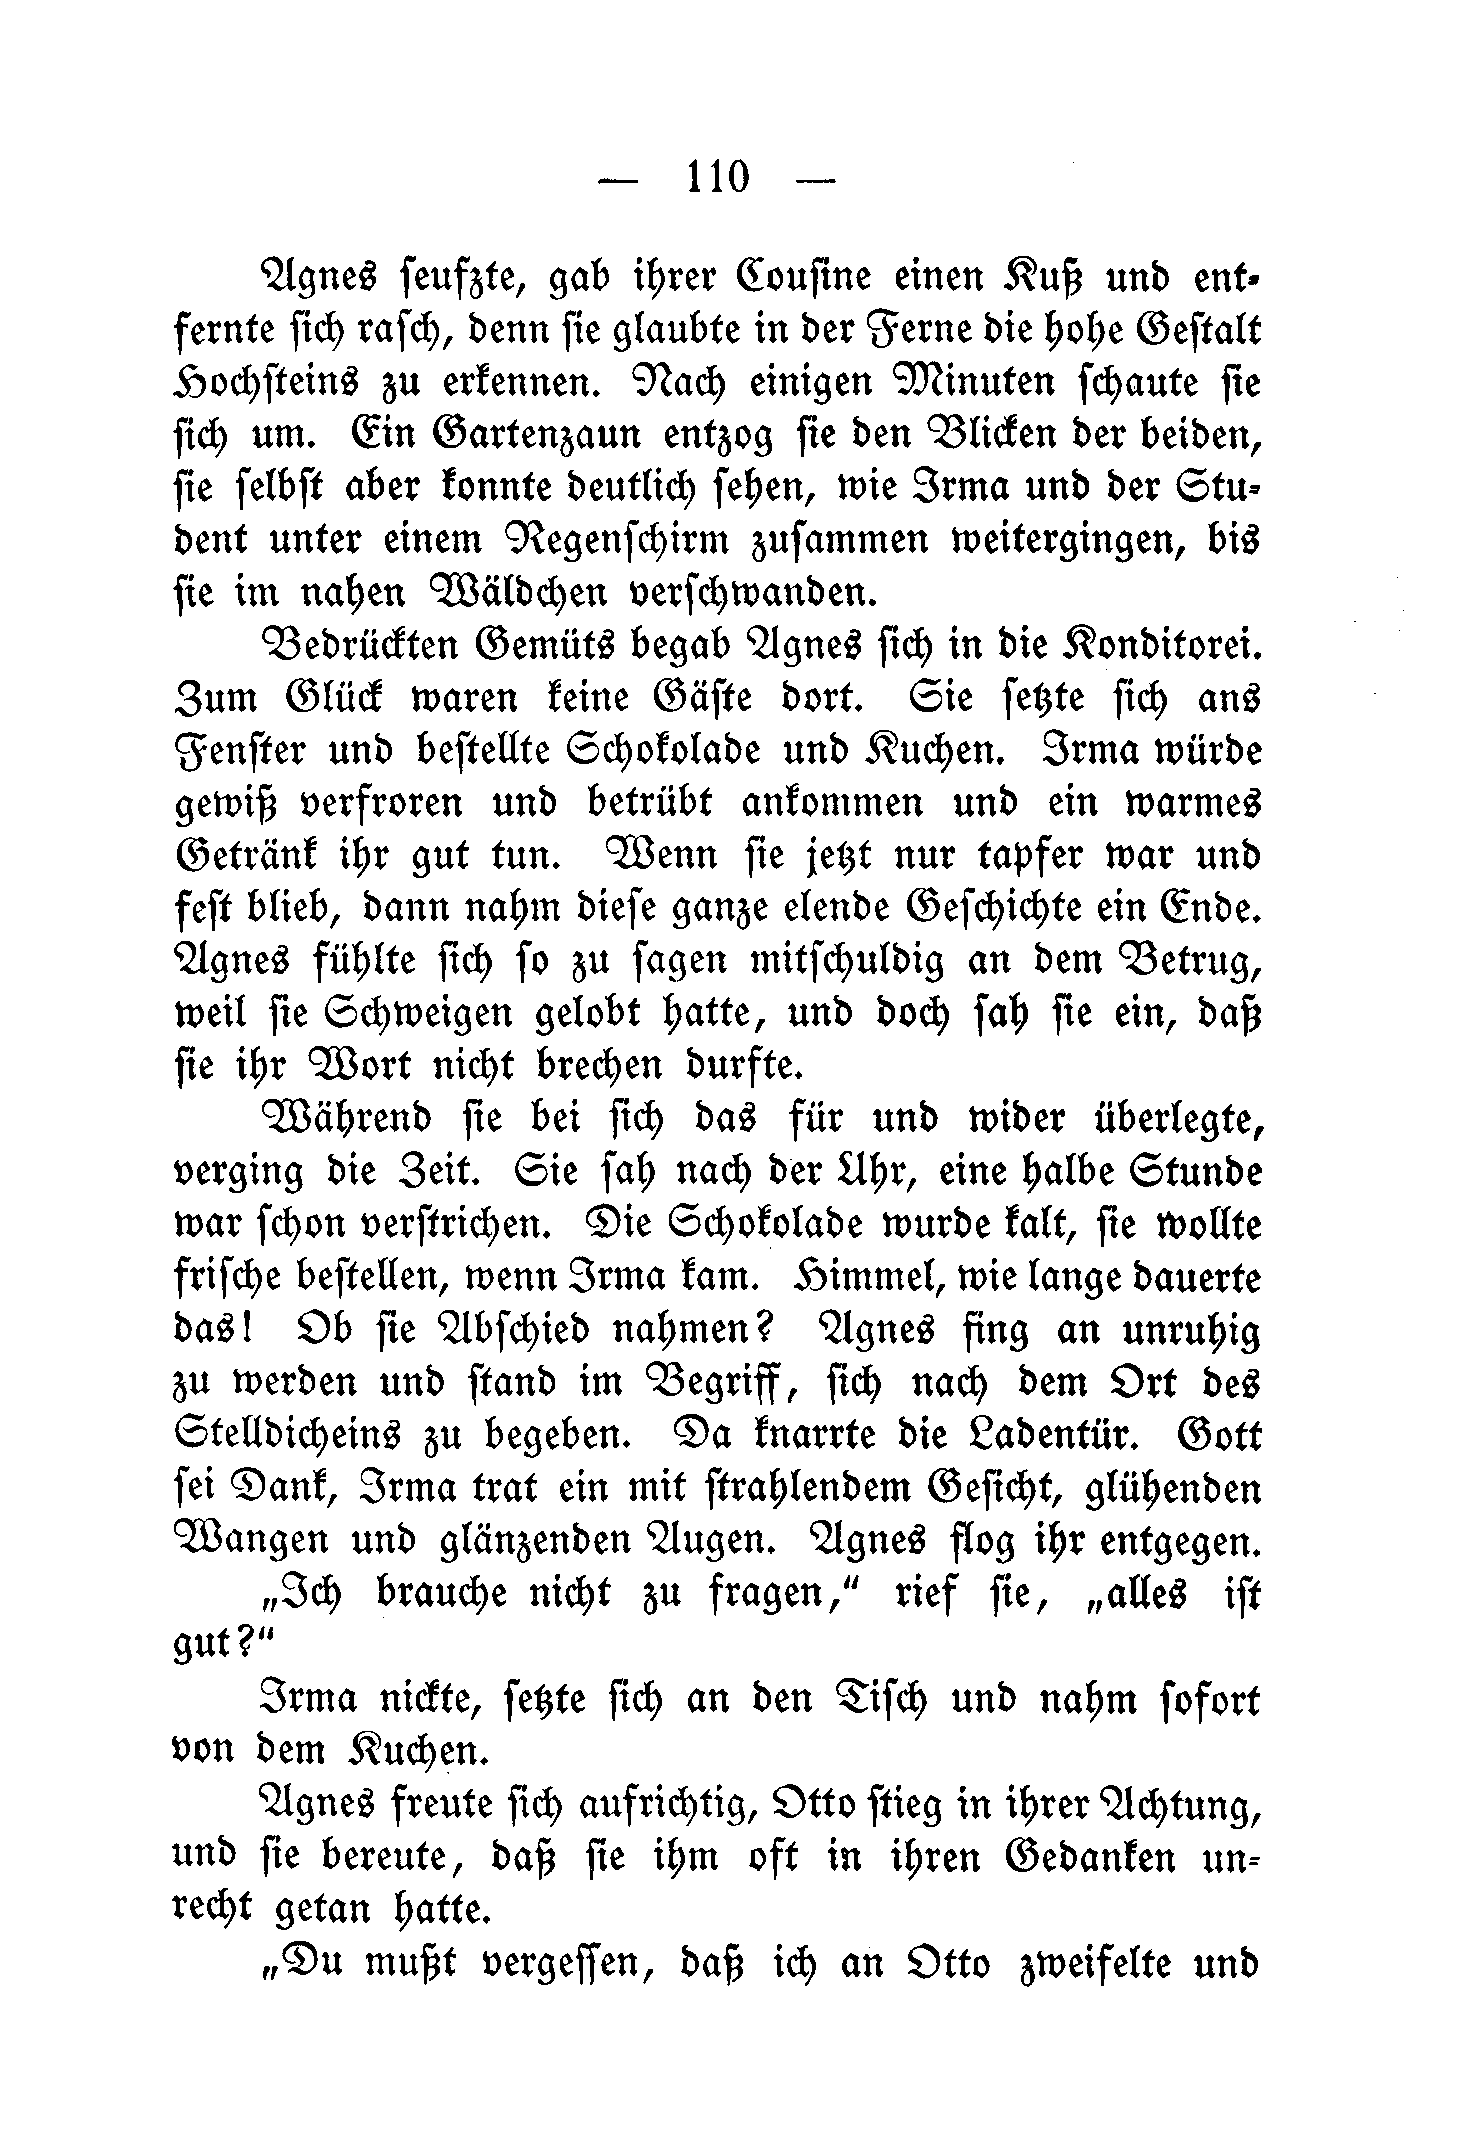 — 110 —
Agnes seufzte, gab ihrer Cousine einen Kuß und ent-
fernte sich rasch, denn sie glaubte in der Ferne die hohe Gestalt
Hochsteins zu erkennen. Nach einigen Minuten schaute sie
sich um. Ein Gartenzaun entzog sie den Blicken der beiden,
sie selbst aber konnte deutlich sehen, wie Irma und der Stu-
dent unter einem Regenschirm zusammen weitergingen, bis
sie im nahen Wäldchen verschwanden.
Bedrückten Gemüts begab Agnes sich in die Konditorei.
Zum Glück waren keine Gäste dort. Sie setzte sich ans
Fenster und bestellte Schokolade und Kuchen. Irma würde
gewiß verfroren und betrübt ankommen und ein warmes
Getränk ihr gut tun. Wenn sie jetzt nur tapfer war und
fest blieb, dann nahm diese ganze elende Geschichte ein Ende.
Agnes fühlte sich so zu sagen mitschuldig an dem Betrug,
weil sie Schweigen gelobt hatte, und doch sah sie ein, daß
sie ihr Wort nicht brechen durfte.
Während sie bei sich das für und wider überlegte,
verging die Zeit. Sie sah nach der Uhr, eine halbe Stunde
war schon verstrichen. Die Schokolade wurde kalt, sie wollte
frische bestellen, wenn Irma kam. Himmel, wie lange dauerte
das! Ob sie Abschied nahmen? Agnes fing an unruhig
zu werden und stand im Begriff, sich nach dem Ort des
Stelldicheins zu begeben. Da knarrte die Ladentür. Gott
sei Dank, Irma trat ein mit strahlendem Gesicht, glühenden
Wangen und glänzenden Augen. Agnes flog ihr entgegen.
„Ich brauche nicht zu fragen,“ rief sie, „alles ist
gut?“
Irma nickte, setzte sich an den Tisch und nahm sofort
von dem Kuchen.
Agnes freute sich aufrichtig, Otto stieg in ihrer Achtung,
und sie bereute, daß sie ihm oft in ihren Gedanken un-
recht getan hatte.
„Du mußt vergessen, daß ich an Otto zweifelte und